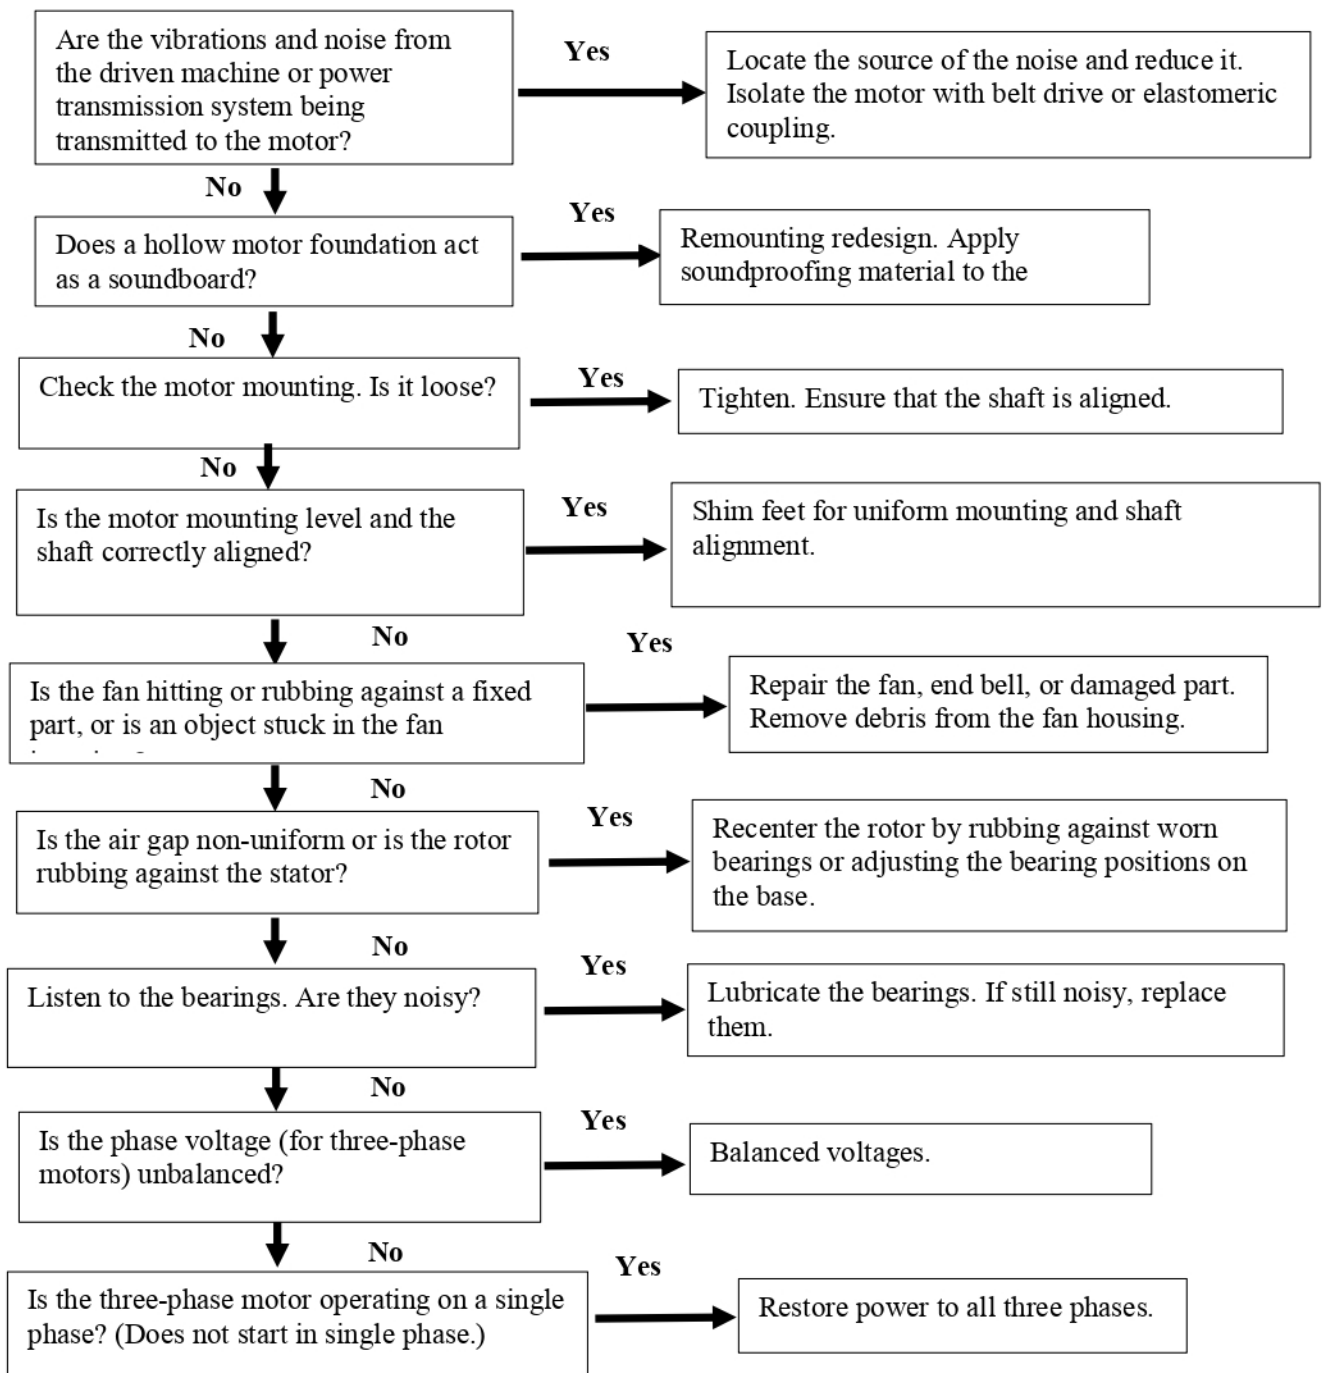 Are the vibrations and noise from
the driven machine or power
transmission system being
transmitted to the motor?
Yes
Locate the source of the noise and reduce it.
Isolate the motor with belt drive or elastomeric
coupling.
No
Does a hollow motor foundation act
as a soundboard?
Yes
Remounting redesign. Apply
soundproofing material to the
No
Check the motor mounting. Is it loose?
Yes
Tighten. Ensure that the shaft is aligned.
No
Is the motor mounting level and the
shaft correctly aligned?
Yes
Shim feet for uniform mounting and shaft
alignment.
No
Is the fan hitting or rubbing against a fixed
part, or is an object stuck in the fan
Yes
Repair the fan, end bell, or damaged part.
Remove debris from the fan housing.
No
Is the air gap non-uniform or is the rotor
rubbing against the stator?
Yes
Recenter the rotor by rubbing against worn
bearings or adjusting the bearing positions on
the base.
No
Listen to the bearings. Are they noisy?
Yes
Lubricate the bearings. If still noisy, replace
them.
No
Is the phase voltage (for three-phase
motors) unbalanced?
Yes
Balanced voltages.
No
Is the three-phase motor operating on a single
phase? (Does not start in single phase.)
Yes
Restore power to all three phases.